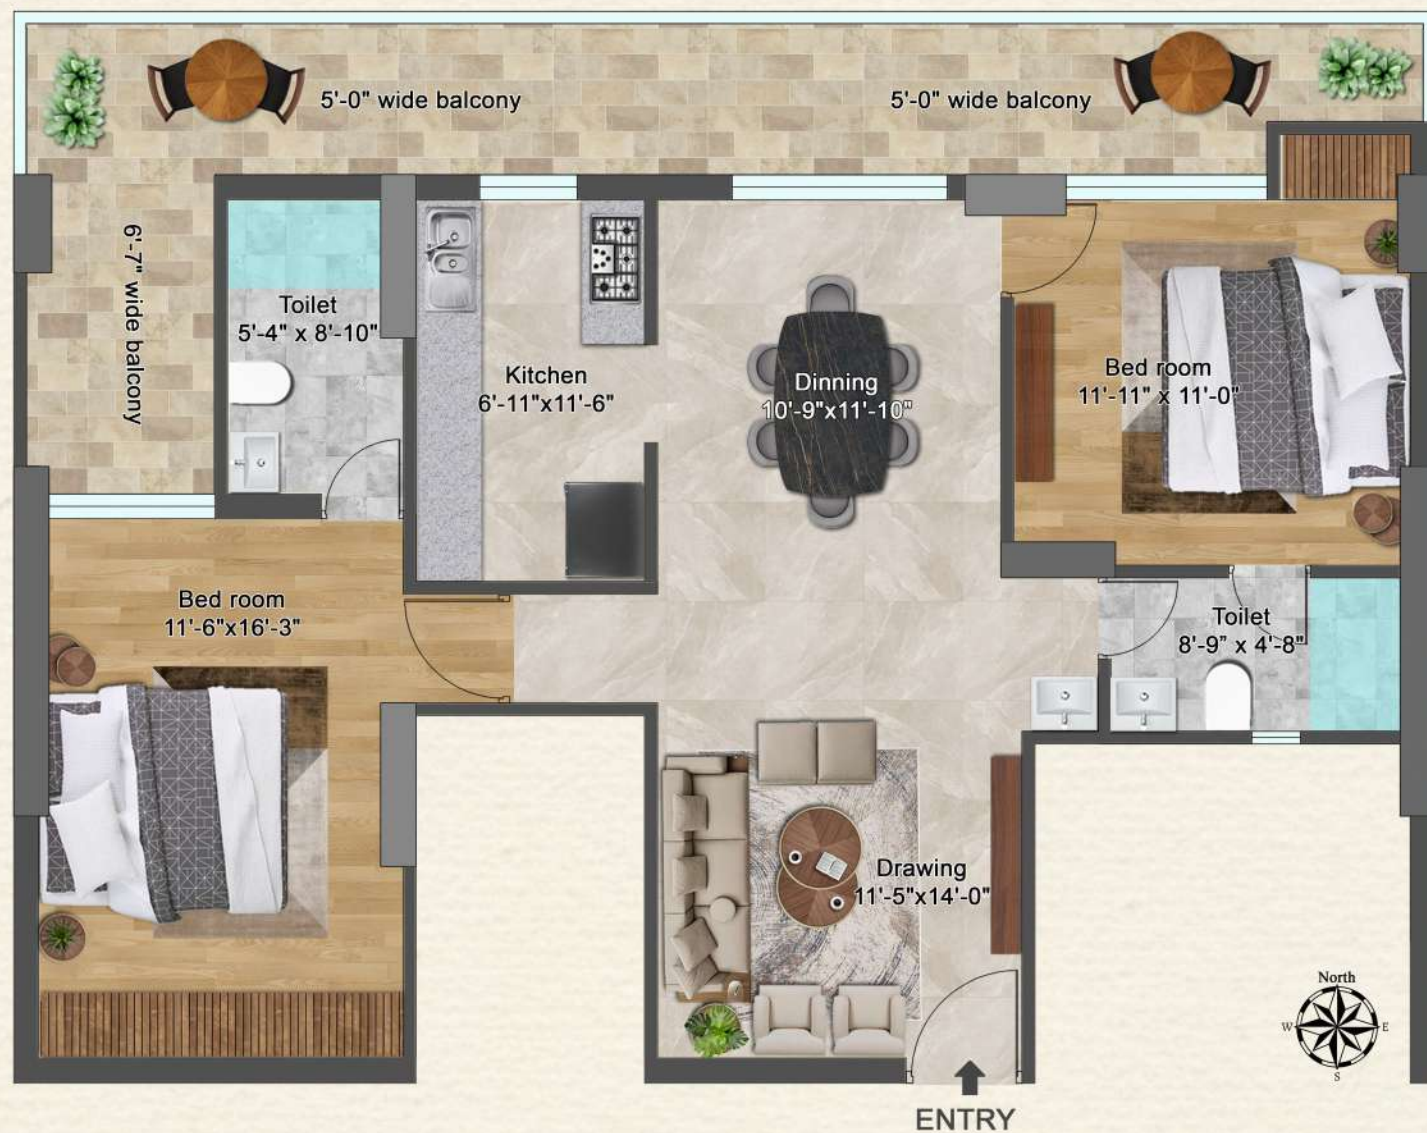 5'-0" wide balcony
5'-0" wide balcony
6'-7" wide balcony
Toilet
5'-4" x 8'-10"
Kitchen
6'-11"x11'-6"
Dinning
10'-9"x11'-10"
Bed room
11'-11" x 11'-0"
Bed room
11'-6"x16'-3"
Toilet
8'-9” x 4'-8"
Drawing
11'-5"x14'-0"
North
W
E
S
ENTRY